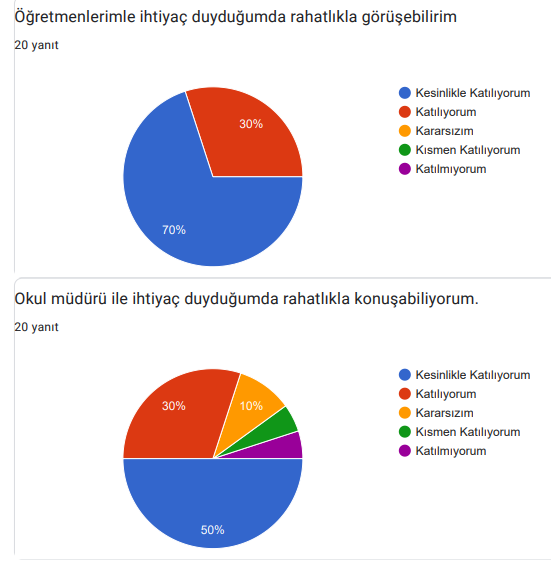 Öğretmenlerimle ihtiyaç duyduğumda rahatlıkla görüşebilirim
20 yanıt
Kesinlikle Katılıyorum
Katılıyorum
Kararsızım
Kısmen Katılıyorum
Katılmıyorum
30%
70%
Okul müdürü ile ihtiyaç duyduğumda rahatlıkla konuşabiliyorum.
20 yanıt
Kesinlikle Katılıyorum
Katılıyorum
Kararsızım
Kısmen Katılıyorum
Katılmıyorum
30%
10%
50%